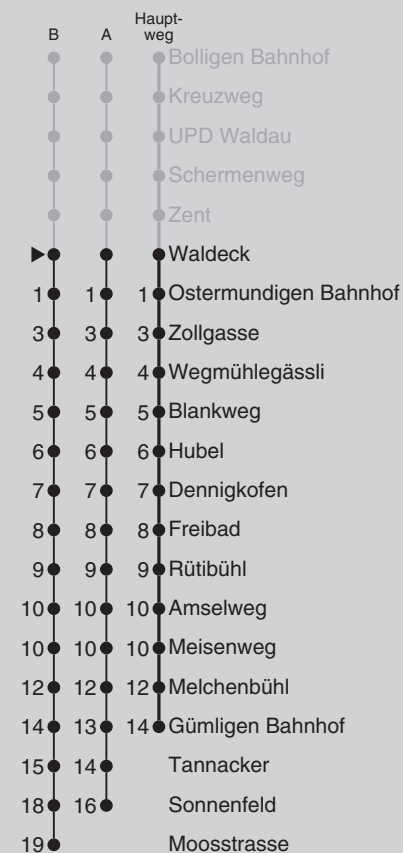 Haupt-
B A weg
Bolligen Bahnhof
Kreuzweg
UPD Waldau
Schermenweg
Zent
Waldeck
1 1 1 Ostermundigen Bahnhof
3 3 3 Zollgasse
4 4 4 Wegmühlegässli
5 5 5 Blankweg
6 6 6 Hubel
7 7 7 Dennigkofen
8 8 8 Freibad
9 9 9 Rütibühl
10 10 10 Amselweg
10 10 10 Meisenweg
12 12 12 Melchenbühl
14 13 14 Gümligen Bahnhof
15 14 Tannacker
18 16 Sonnenfeld
19 Moosstrasse